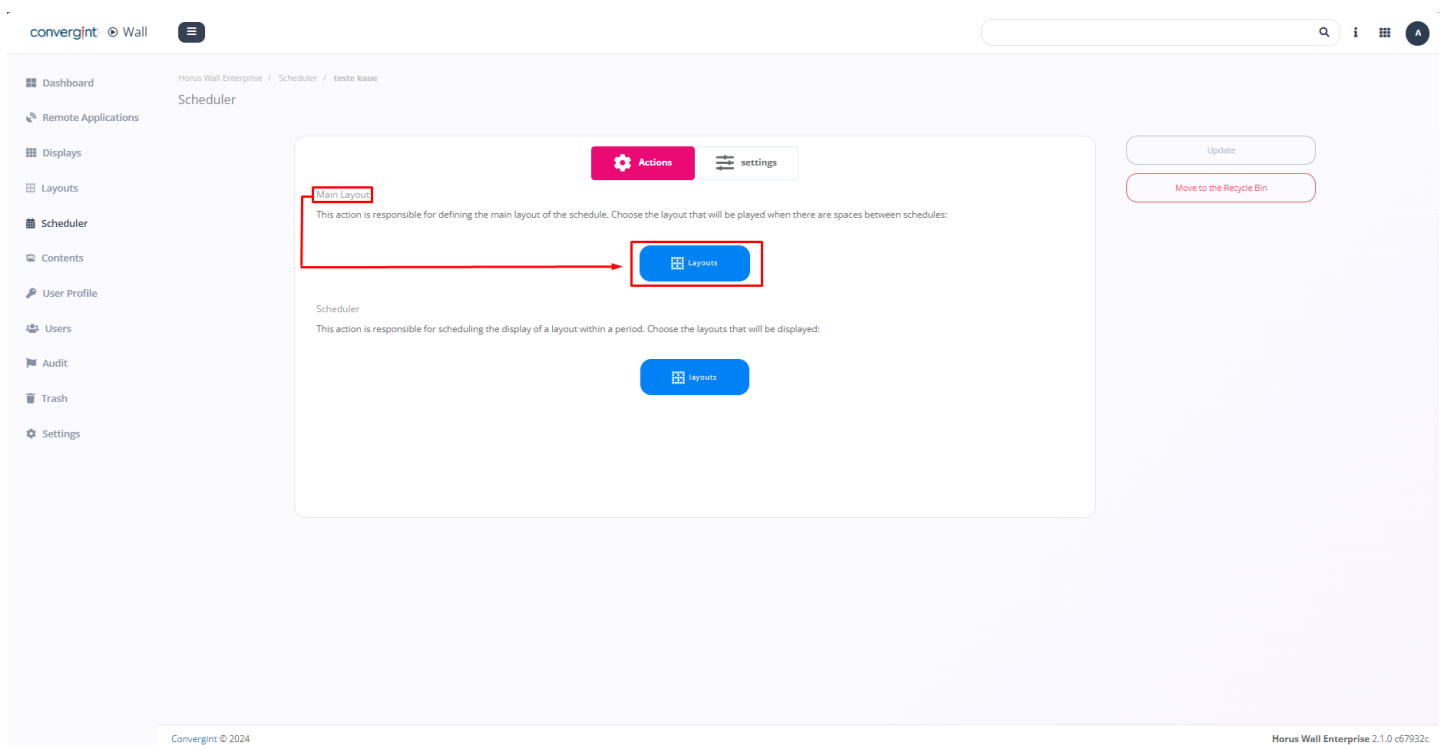 convergint Wall
Dashboard
Remote Applications
Displays
Layouts
Scheduler
Contents
User Profile
Users
Audit
Trash
Settings
Horus Wall Enterprise / Scheduler / teste kaue
Scheduler
Actions
settings
Main Layout
This action is responsible for defining the main layout of the schedule. Choose the layout that will be played when there are spaces between schedules:
Layouts
Scheduler
This action is responsible for scheduling the display of a layout within a period. Choose the layouts that will be displayed:
layouts
i
A
Update
Move to the Recycle Bin
Convergint © 2024
Horus Wall Enterprise 2.1.0 c67932c